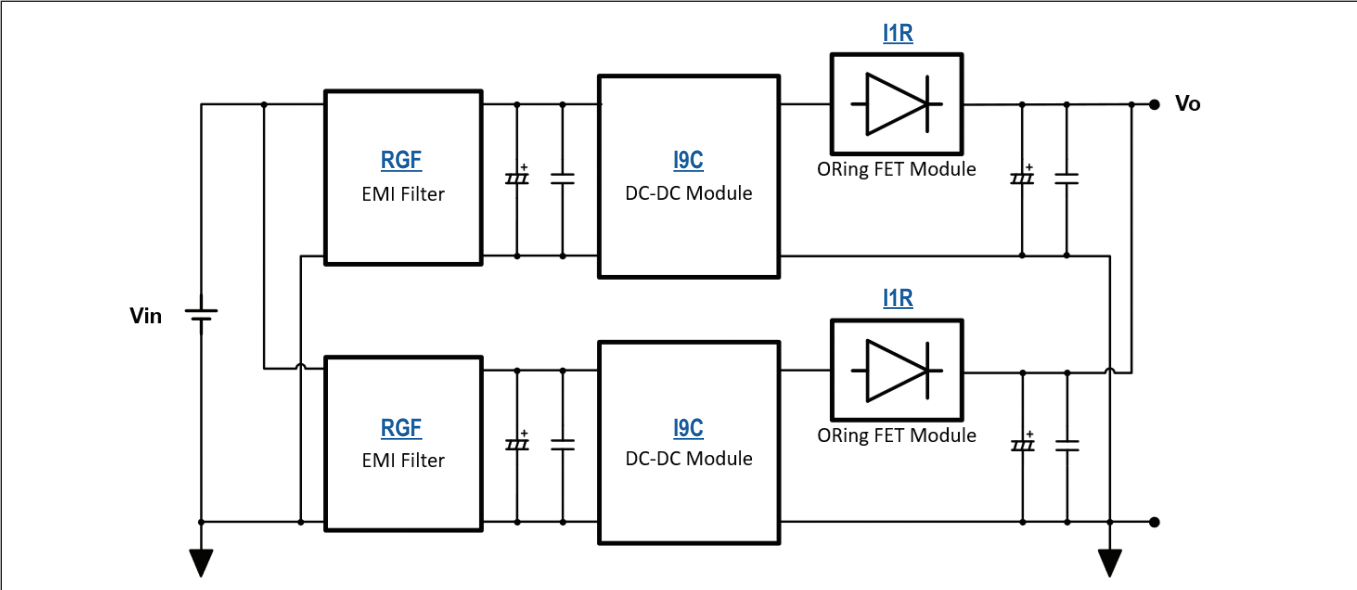 I1R
Vo
RGF
EMI Filter
I9C
DC-DC Module
ORing FET Module
+
+
Vin
I1R
RGF
EMI Filter
I9C
DC-DC Module
ORing FET Module
+
+